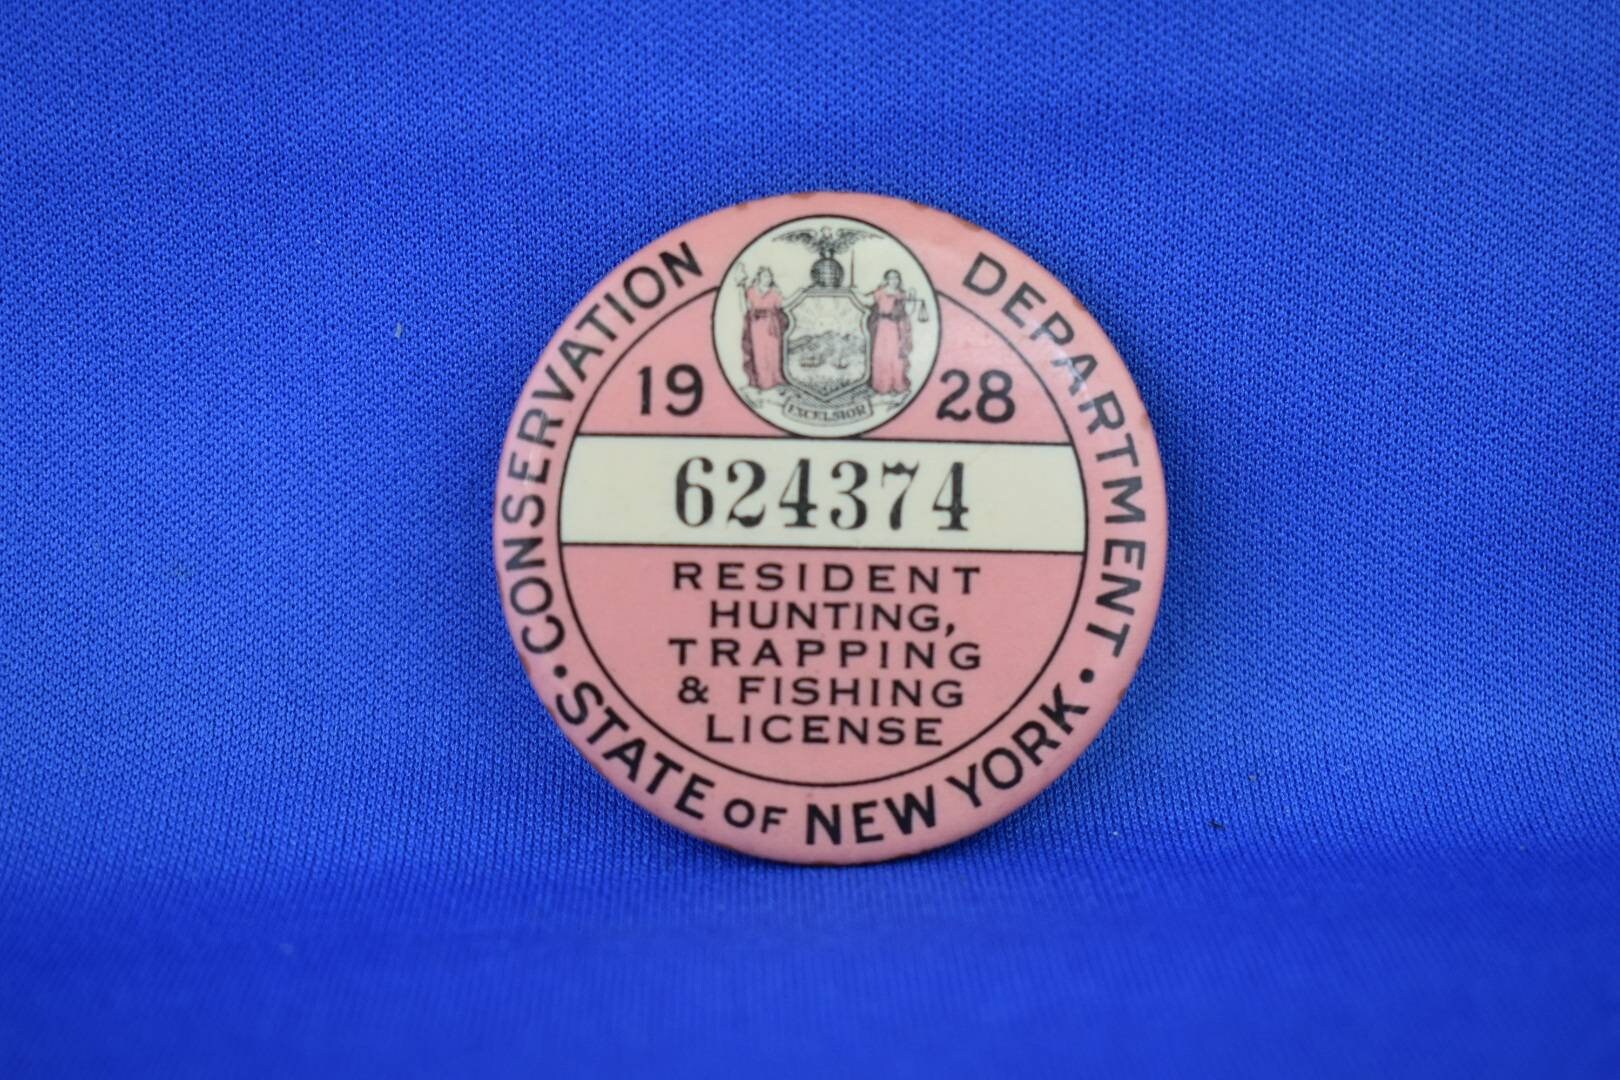 CONSERVATION DEPARTMENT
EXCELSIOR
19 28
624374
RESIDENT
HUNTING,
TRAPPING
& FISHING
LICENSE
• STATE OF NEW YORK •